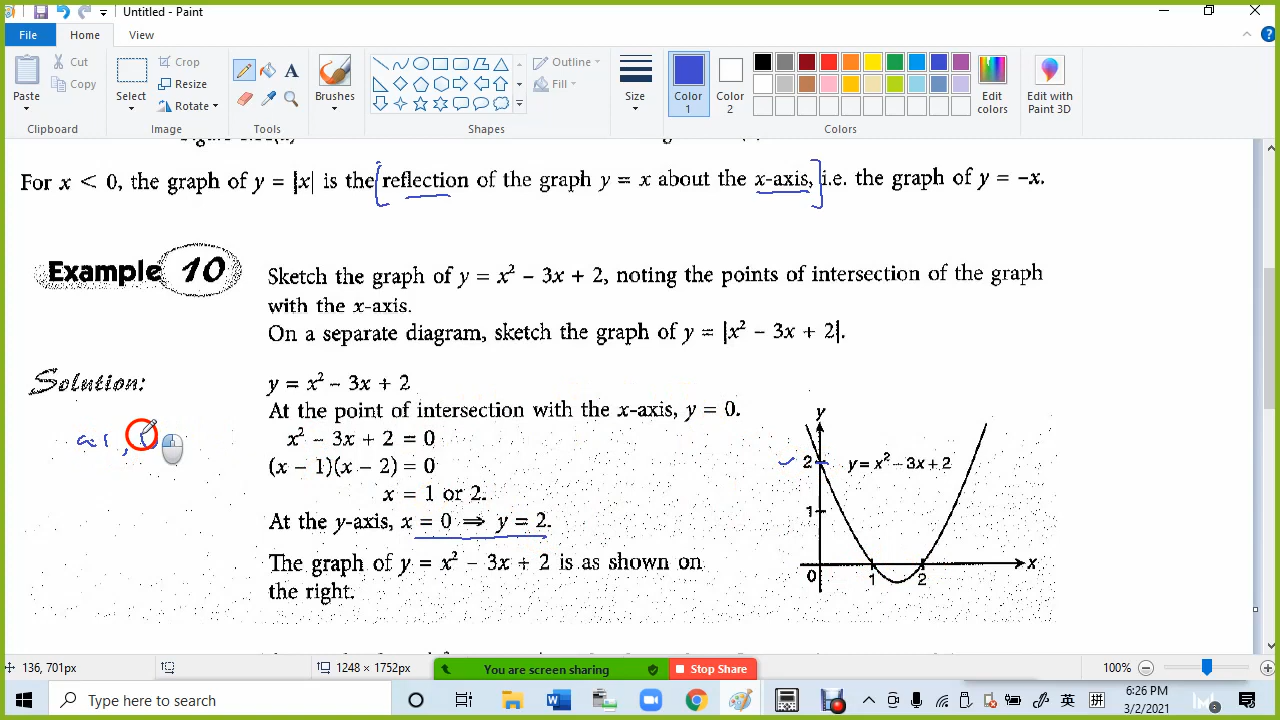 Untitled - Paint
File Home View
Paste Cut Copy
Clipboard
Select Crop Resize Rotate
Image
Tools
Brushes
Shapes
Outline Fill
Size
Color 1 Color 2
Edit colors
Edit with Paint 3D
Colors
For x < 0, the graph of y = |x| is the reflection of the graph y = x about the x-axis, i.e. the graph of y = −x.
Example 10
Sketch the graph of y = x² − 3x + 2, noting the points of intersection of the graph
with the x-axis.
On a separate diagram, sketch the graph of y = |x² − 3x + 2|.
Solution:
y = x² − 3x + 2
At the point of intersection with the x-axis, y = 0.
x² − 3x + 2 = 0
(x − 1)(x − 2) = 0
x = 1 or 2.
At the y-axis, x = 0 ⇒ y = 2.
The graph of y = x² − 3x + 2 is as shown on
the right.
y
2 y = x² − 3x + 2
1
0 1 2 x
136, 701px
1248 × 1752px
You are screen sharing
Stop Share
100%
Type here to search
英
拼
6:26 PM
3/2/2021